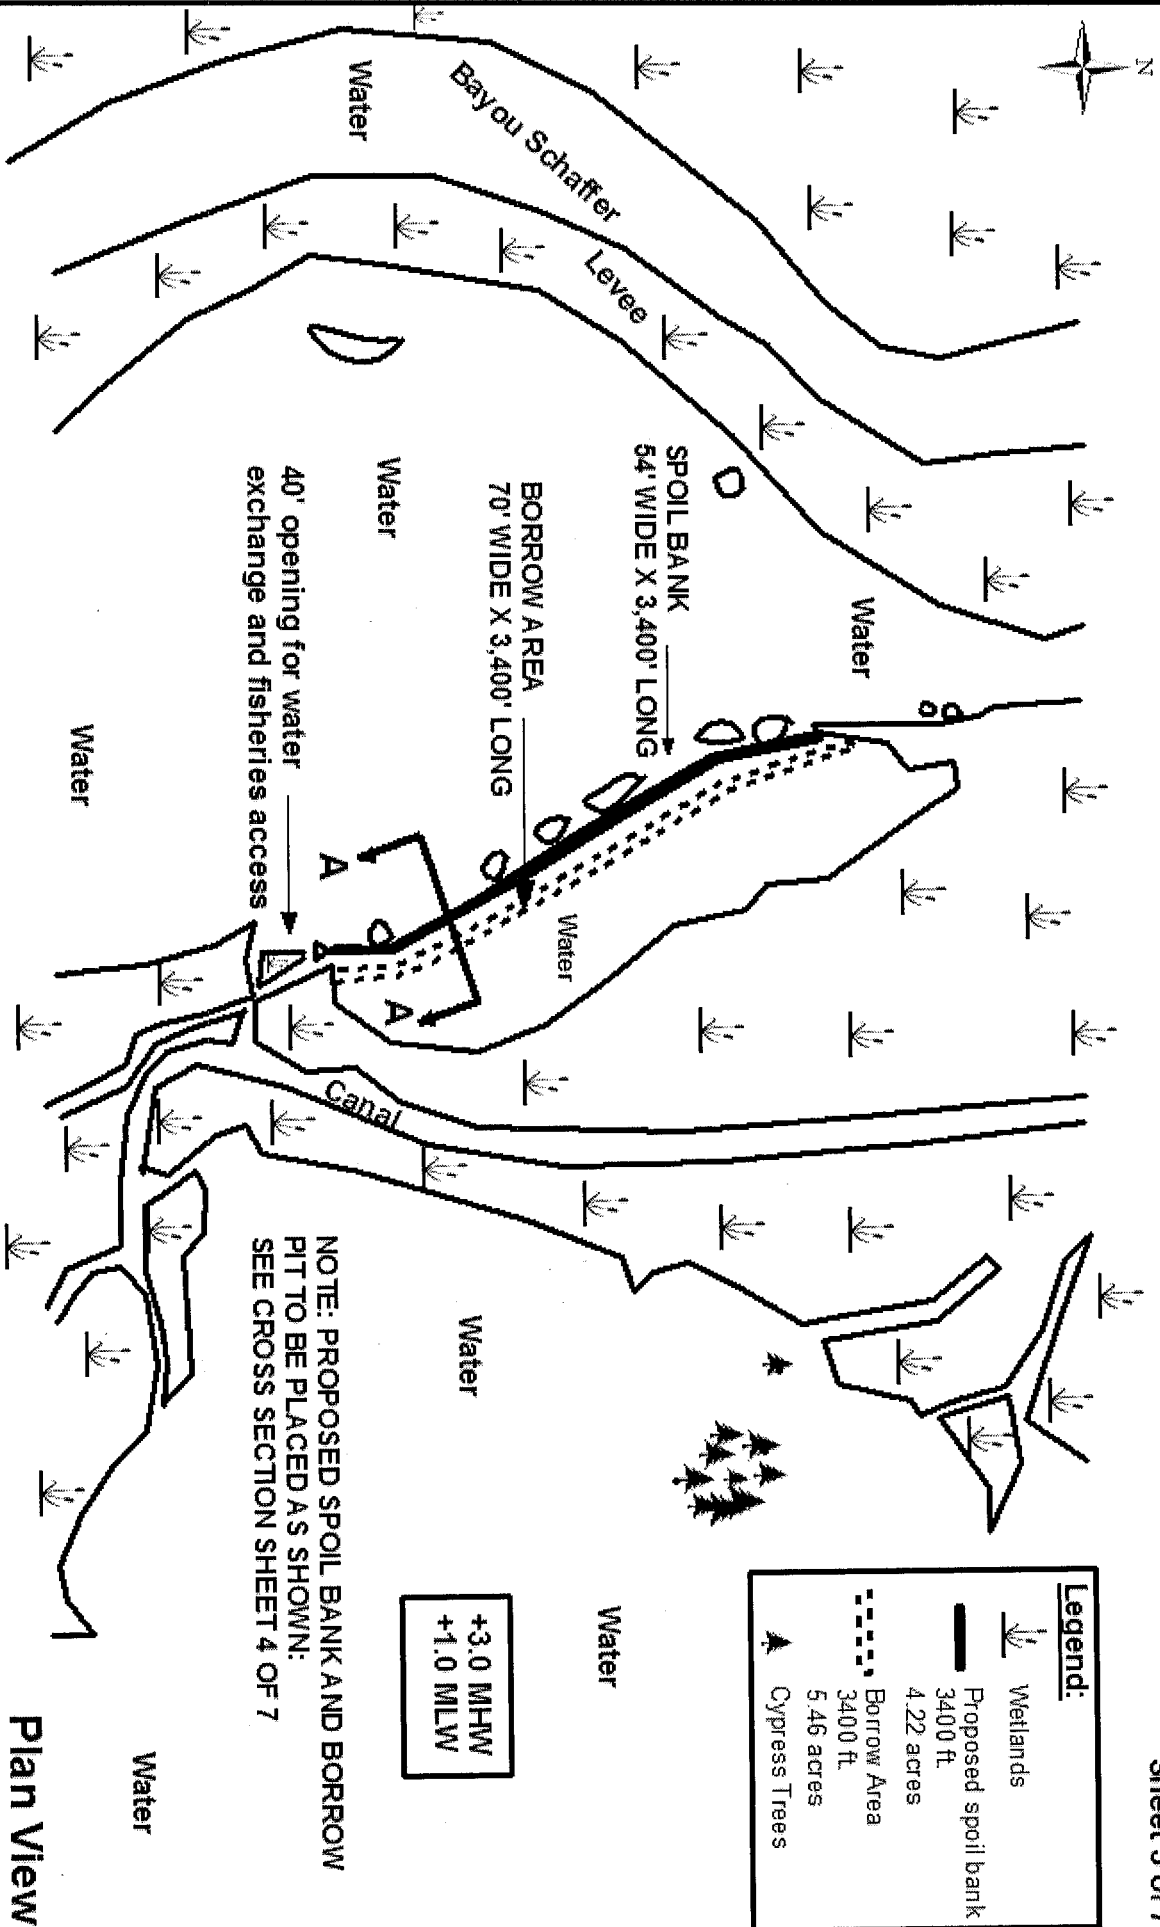 N
Bayou Schaffer
Water
Levee
Water
SPOIL BANK
54' WIDE X 3,400' LONG
BORROW AREA
70' WIDE X 3,400' LONG
Water
40' opening for water
exchange and fisheries access
Water
Water
A
A
Canal
Legend:
Wetlands
Proposed spoil bank
3400 ft.
4.22 acres
Borrow Area
3400 ft.
5.46 acres
Cypress Trees
Water
Water
+3.0 MHW
+1.0 MLW
NOTE: PROPOSED SPOIL BANK AND BORROW
PIT TO BE PLACED AS SHOWN:
SEE CROSS SECTION SHEET 4 OF 7
Water
Plan View